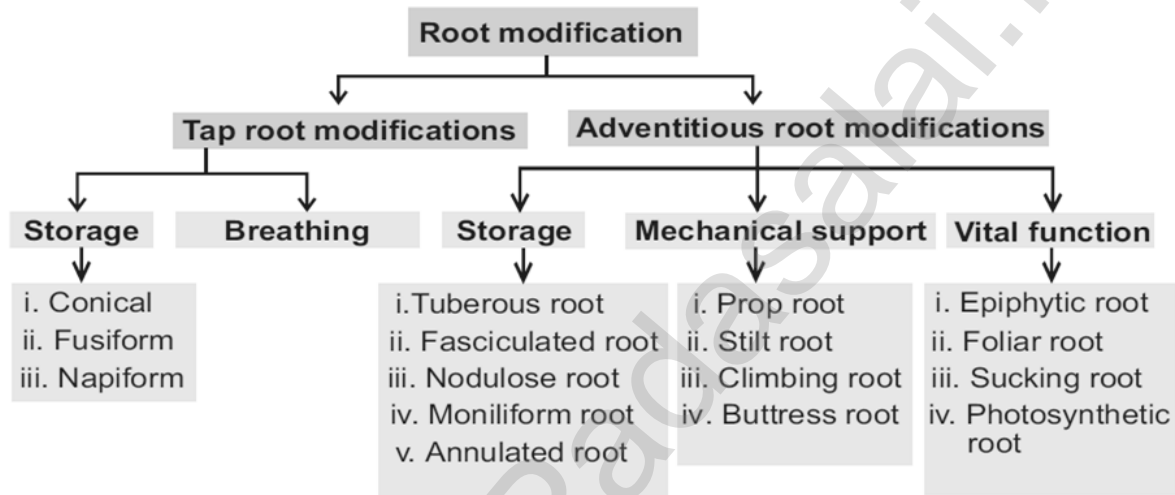 Root modification
Tap root modifications
Adventitious root modifications
Storage
Breathing
Storage
Mechanical support
Vital function
i. Conical
ii. Fusiform
iii. Napiform
i.Tuberous root
ii. Fasciculated root
iii. Nodulose root
iv. Moniliform root
v. Annulated root
i. Prop root
ii. Stilt root
iii. Climbing root
iv. Buttress root
i. Epiphytic root
ii. Foliar root
iii. Sucking root
iv. Photosynthetic
root
Padasalai.